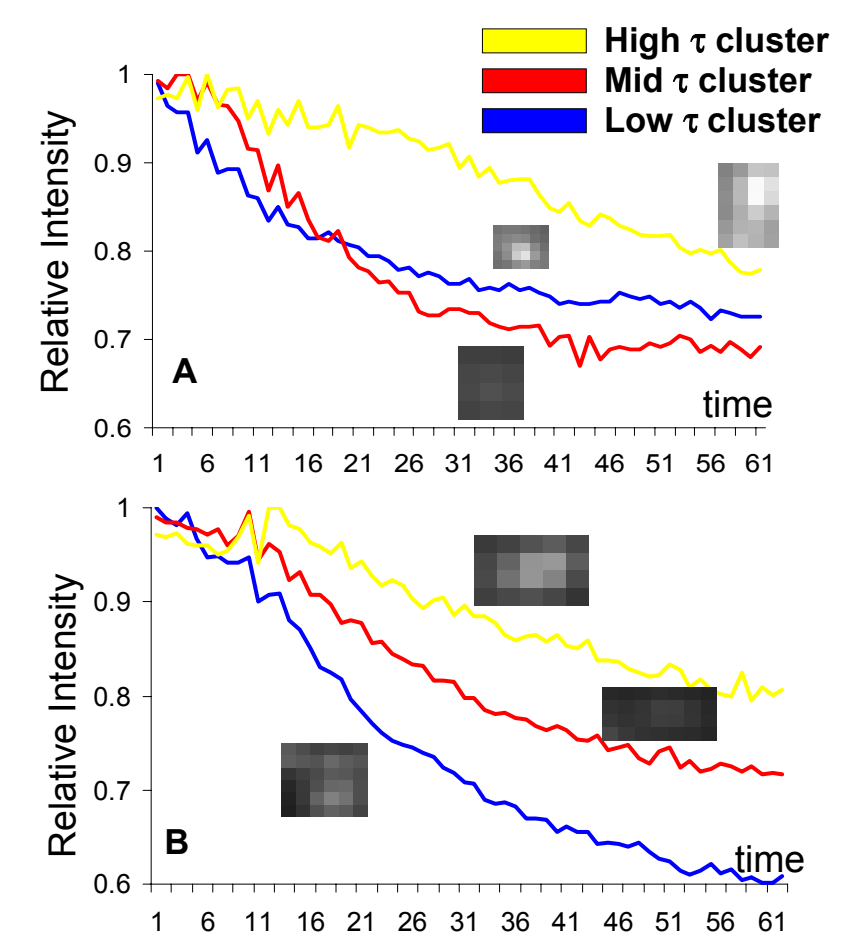 High τ cluster
Mid τ cluster
Low τ cluster
Relative Intensity
1
0.9
0.8
0.7
0.6
A
time
1 6 11 16 21 26 31 36 41 46 51 56 61
Relative Intensity
1
0.9
0.8
0.7
0.6
B
time
1 6 11 16 21 26 31 36 41 46 51 56 61